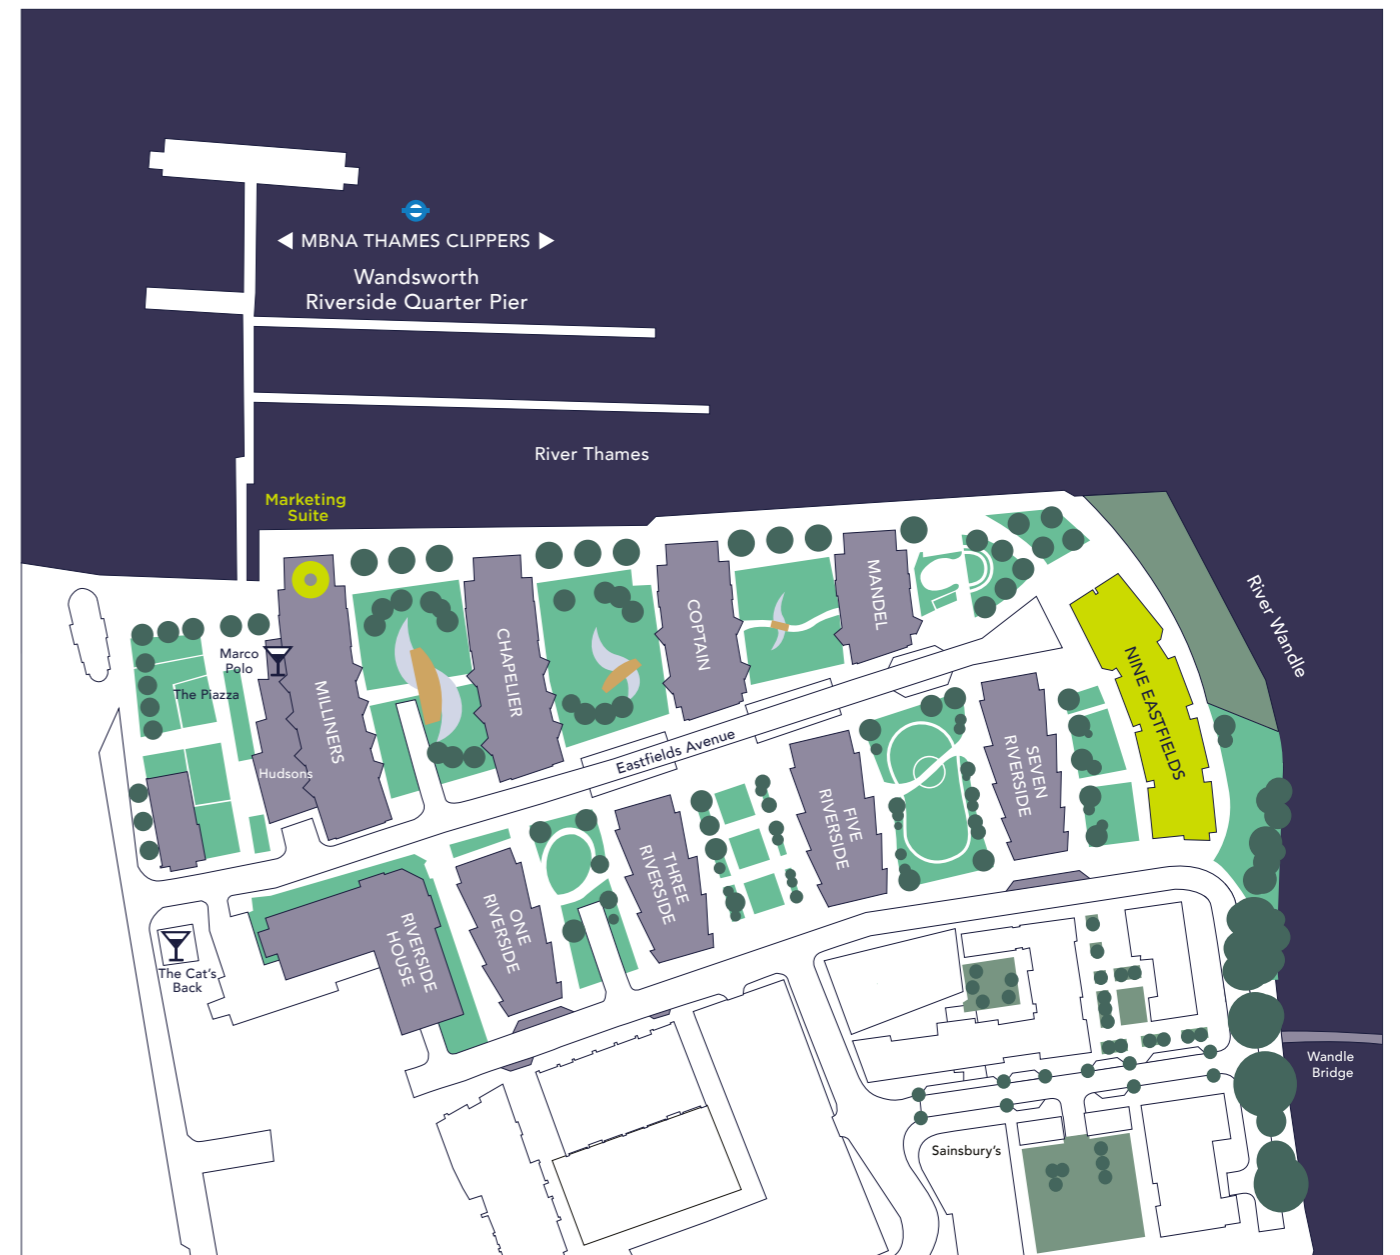 ◀ MBNA THAMES CLIPPERS ▶
Wandsworth
Riverside Quarter Pier
River Thames
Marketing
Suite
River Wandle
Marco
Polo
The Piazza
MILLINERS
Hudsons
CHAPELIER
COPTAIN
MANDEL
NINE EASTFIELDS
Eastfields Avenue
SEVEN
RIVERSIDE
FIVE
RIVERSIDE
THREE
RIVERSIDE
ONE
RIVERSIDE
RIVERSIDE
HOUSE
The Cat's
Back
Wandle
Bridge
Sainsbury's